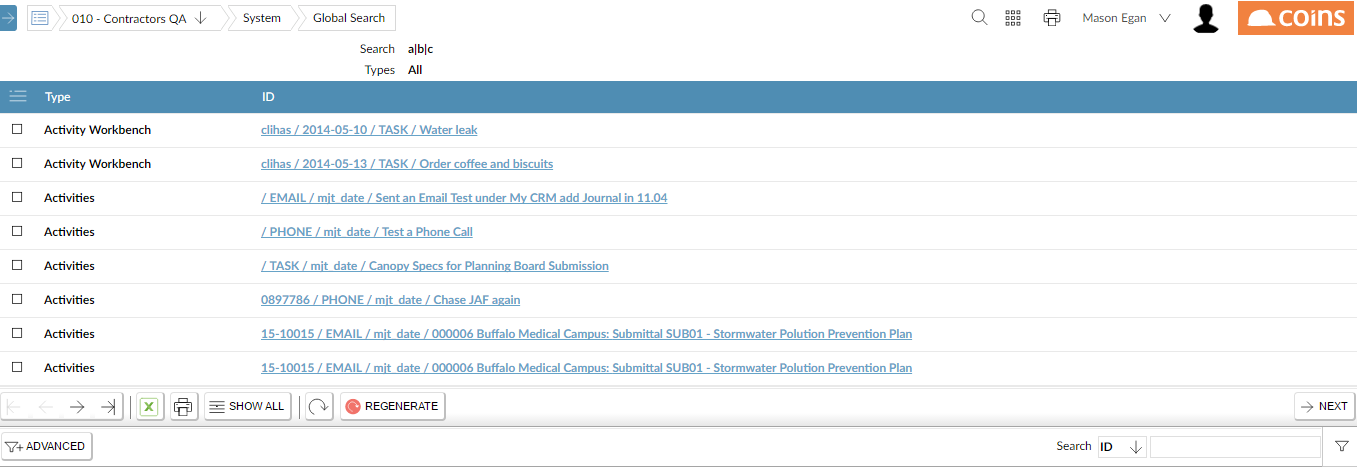 010 - Contractors QA System Global Search Mason Egan coins
Search a|b|c
Types All
Type ID
Activity Workbench clihas / 2014-05-10 / TASK / Water leak
Activity Workbench clihas / 2014-05-13 / TASK / Order coffee and biscuits
Activities / EMAIL / mjt_date / Sent an Email Test under My CRM add Journal in 11.04
Activities / PHONE / mjt_date / Test a Phone Call
Activities / TASK / mjt_date / Canopy Specs for Planning Board Submission
Activities 0897786 / PHONE / mjt_date / Chase JAF again
Activities 15-10015 / EMAIL / mjt_date / 000006 Buffalo Medical Campus: Submittal SUB01 - Stormwater Polution Prevention Plan
Activities 15-10015 / EMAIL / mjt_date / 000006 Buffalo Medical Campus: Submittal SUB01 - Stormwater Polution Prevention Plan
X SHOW ALL REGENERATE NEXT
ADVANCED Search ID